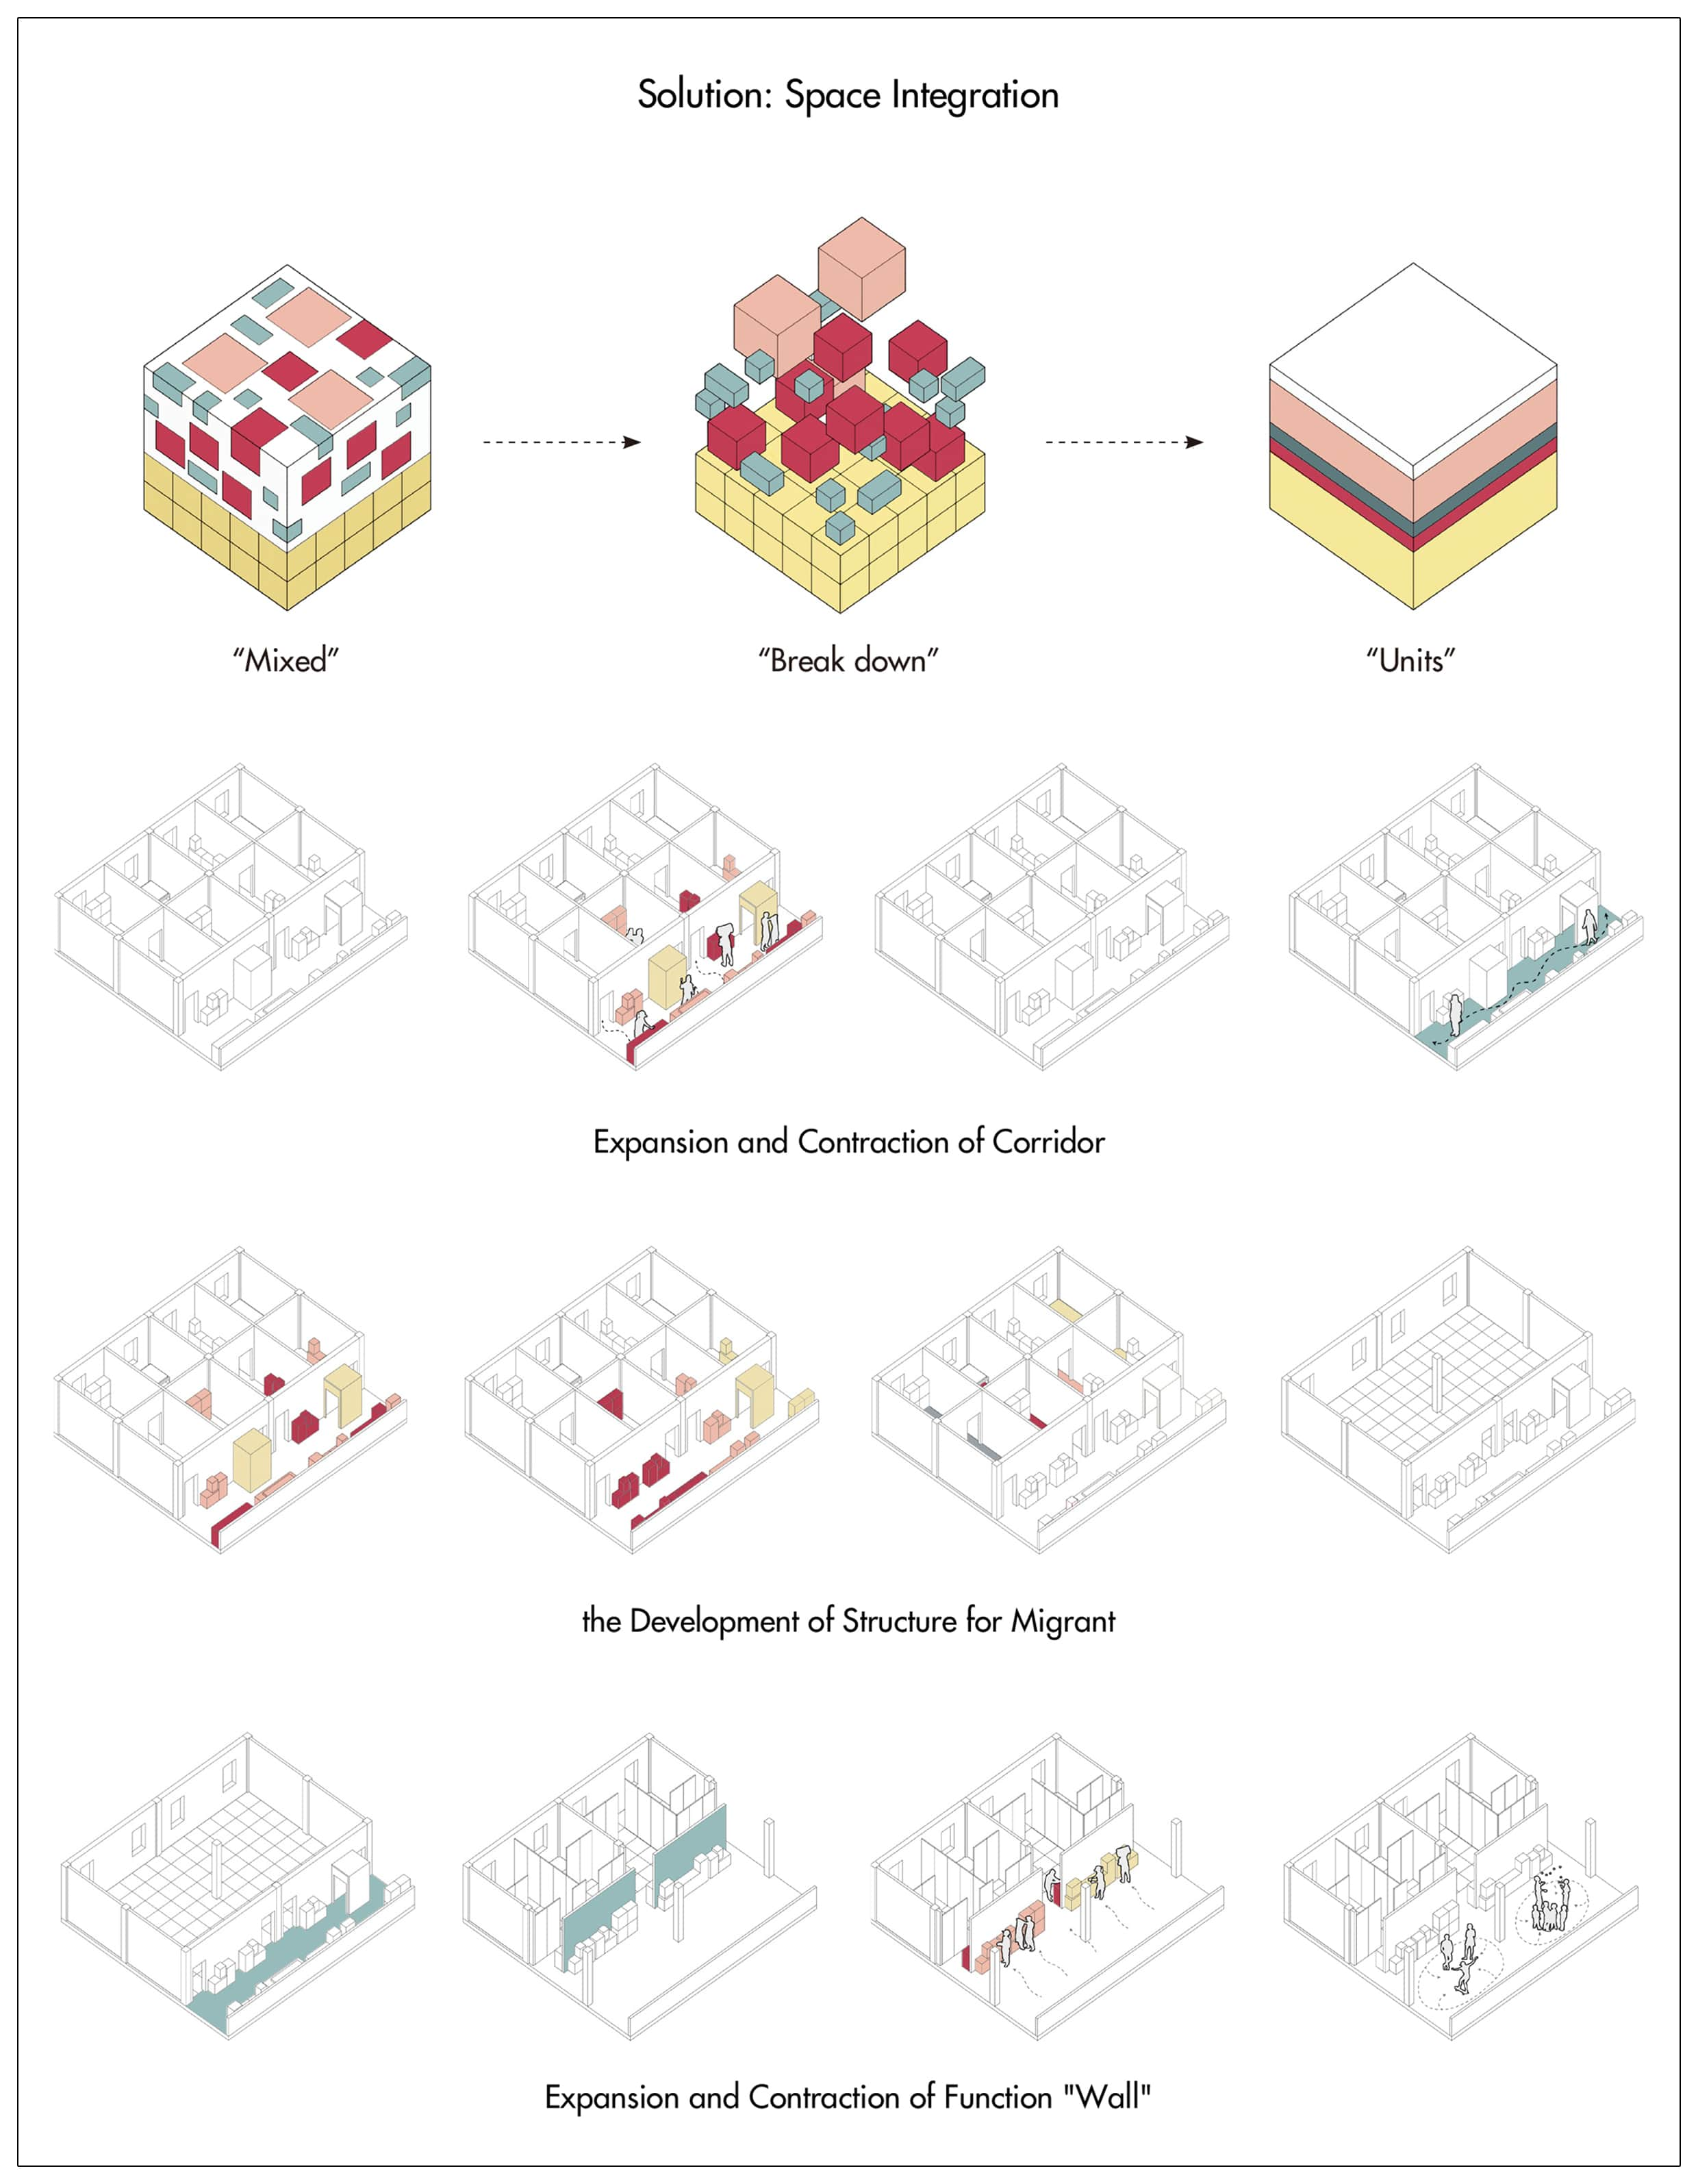 Solution: Space Integration
“Mixed”
“Break down”
“Units”
Expansion and Contraction of Corridor
the Development of Structure for Migrant
Expansion and Contraction of Function "Wall"